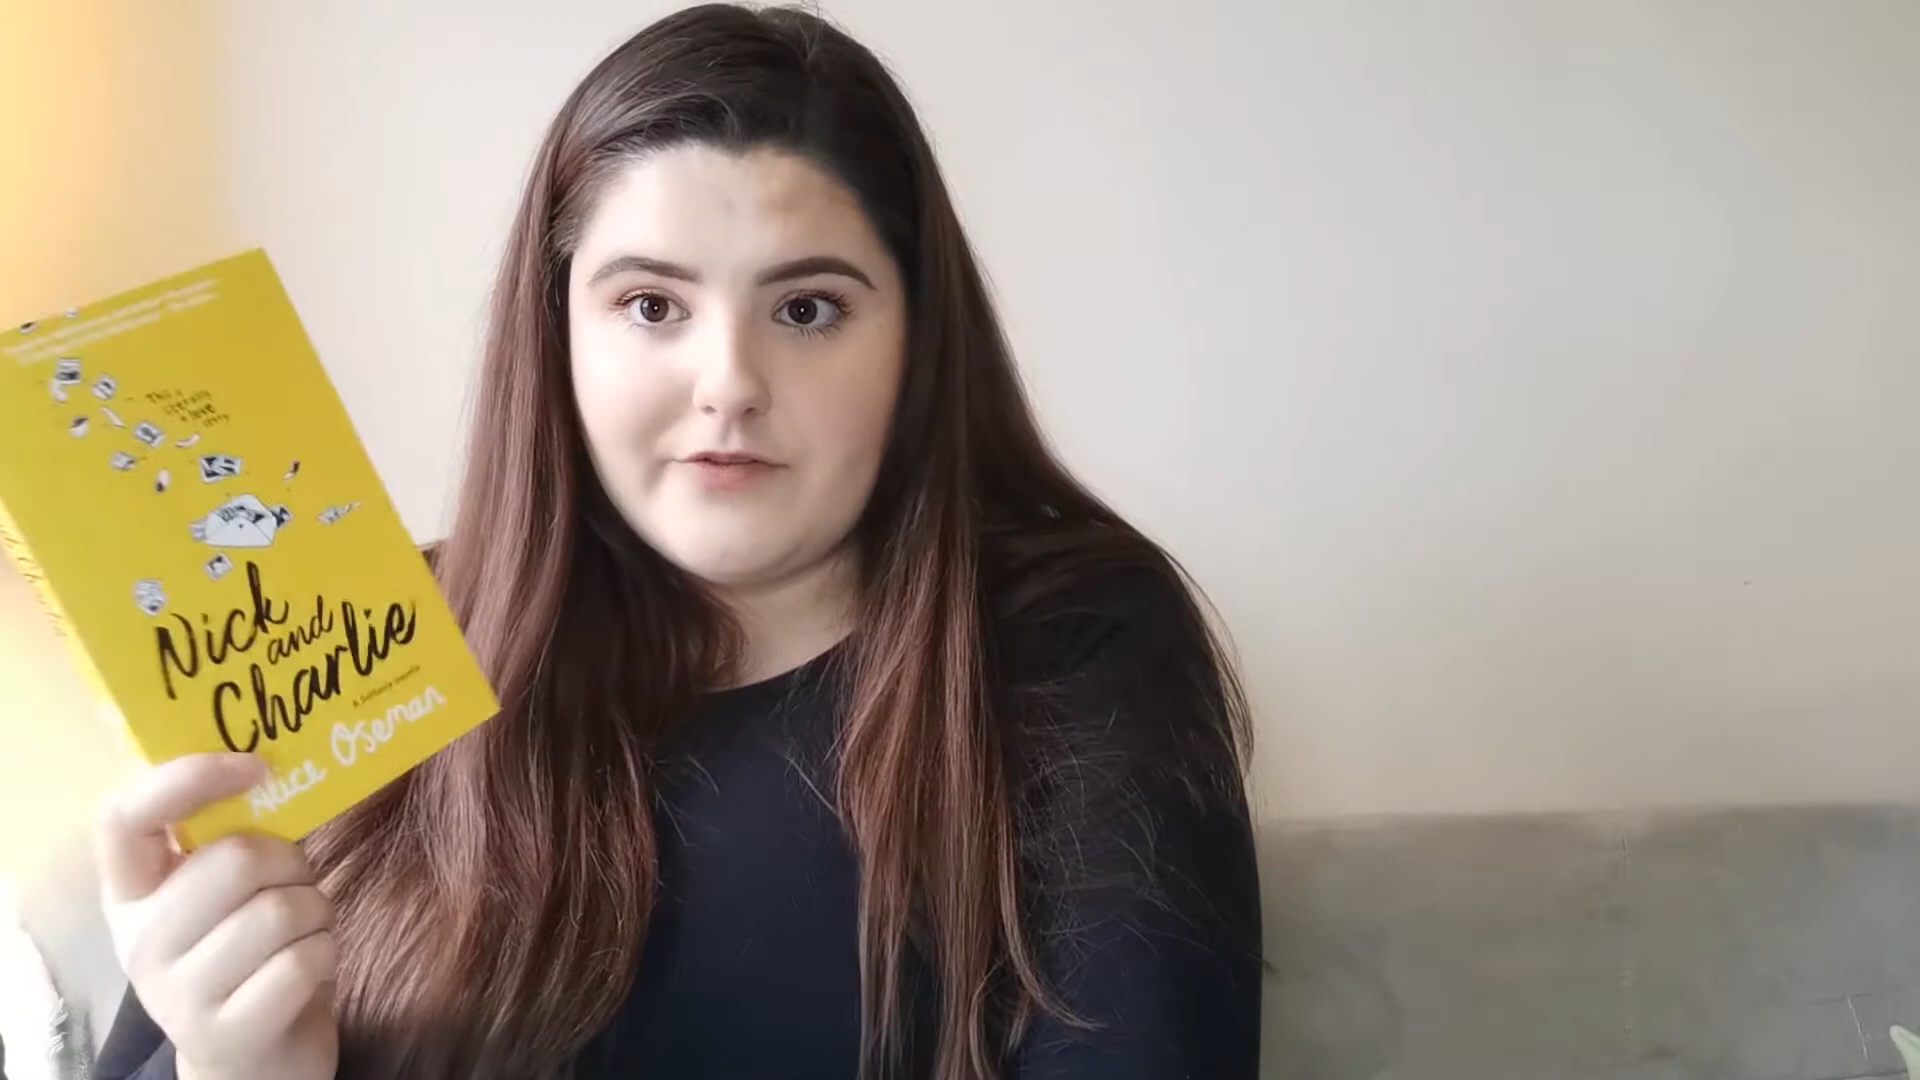 This is
literally
a love
story
Nick
and
Charlie
A Solitaire novella
Alice Oseman